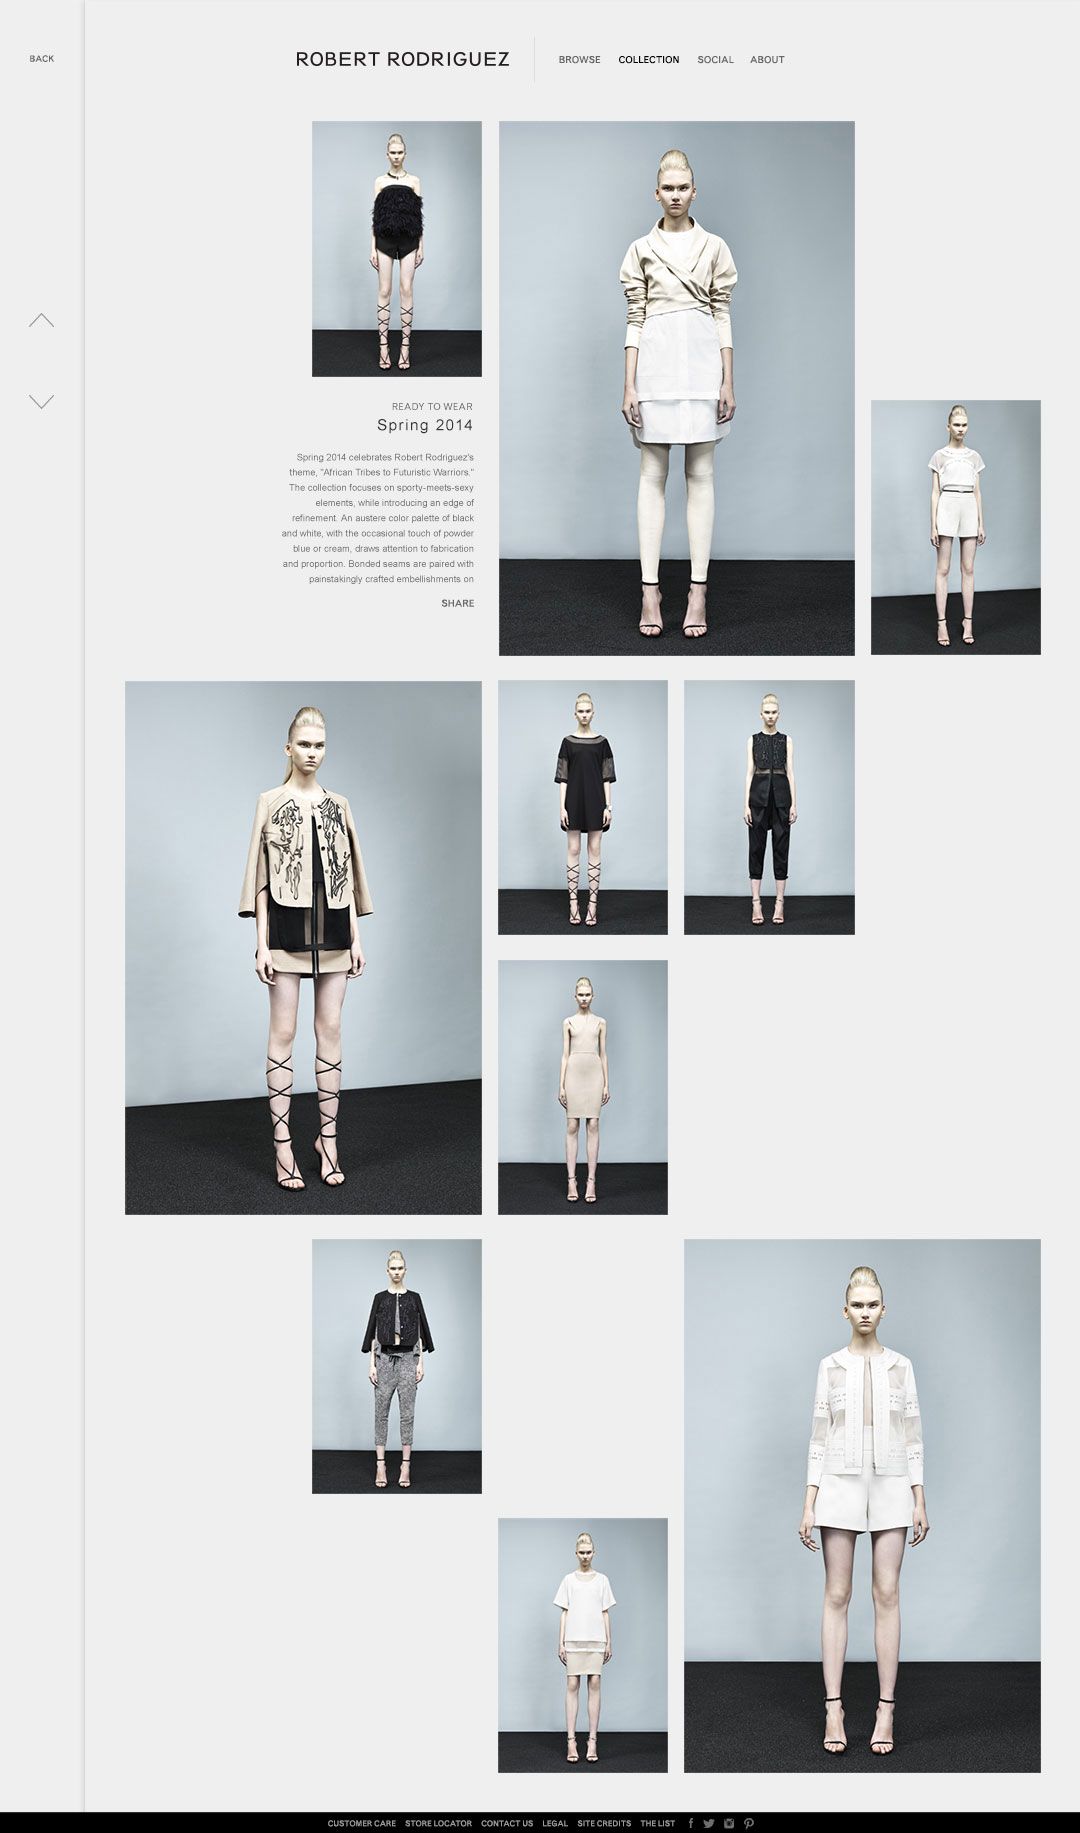 BACK
ROBERT RODRIGUEZ
BROWSE COLLECTION SOCIAL ABOUT
READY TO WEAR
Spring 2014
Spring 2014 celebrates Robert Rodriguez's
theme, "African Tribes to Futuristic Warriors."
The collection focuses on sporty-meets-sexy
elements, while introducing an edge of
refinement. An austere color palette of black
and white, with the occasional touch of powder
blue or cream, draws attention to fabrication
and proportion. Bonded seams are paired with
painstakingly crafted embellishments on
SHARE
CUSTOMER CARE STORE LOCATOR CONTACT US LEGAL SITE CREDITS THE LIST